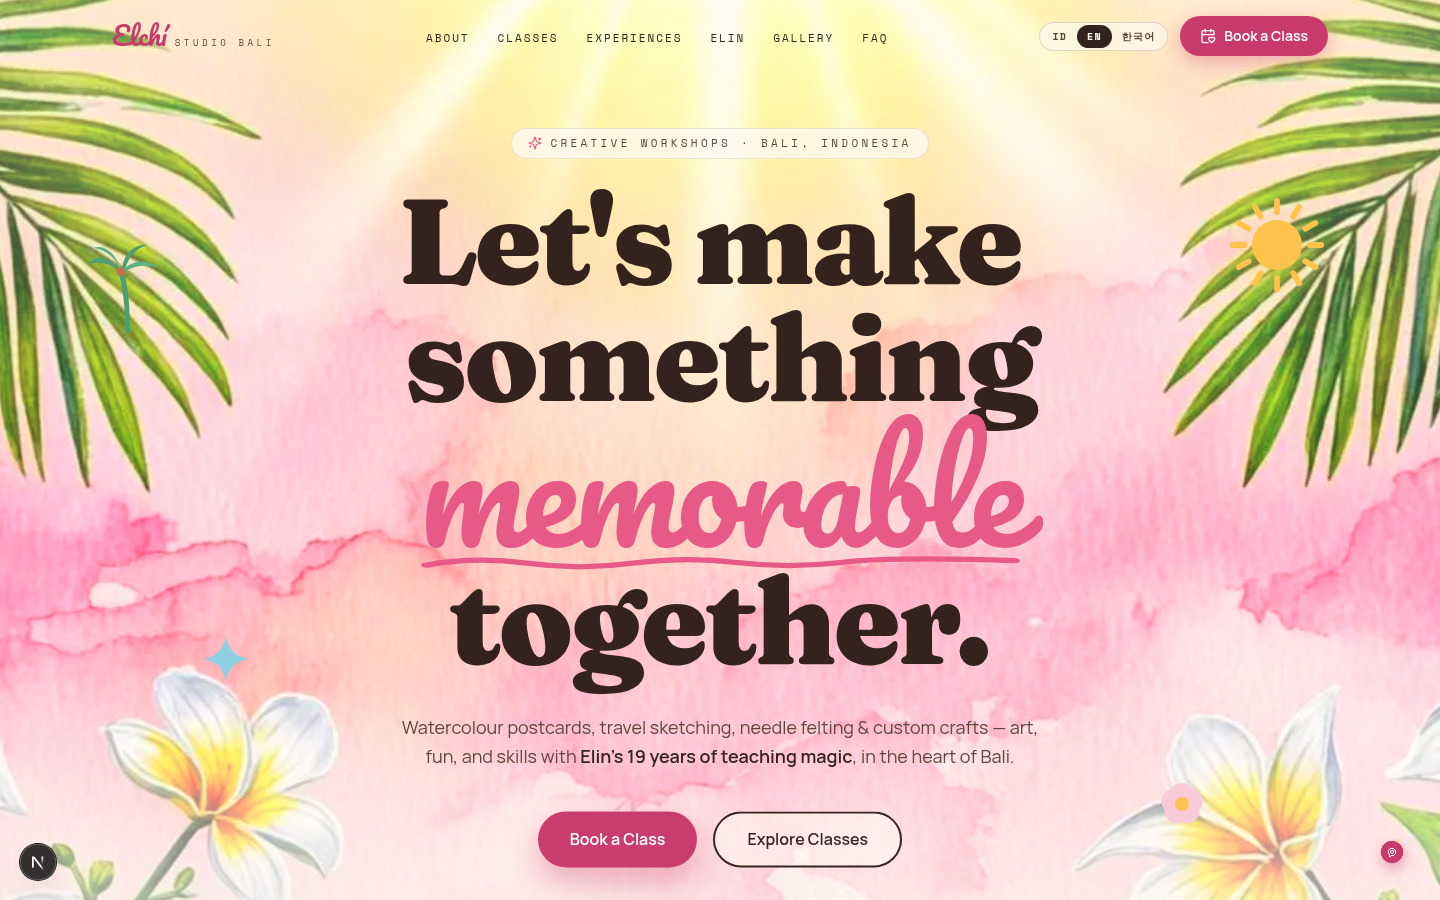 Elchí STUDIO BALI
ABOUT CLASSES EXPERIENCES ELIN GALLERY FAQ
ID EN 한국어
Book a Class
CREATIVE WORKSHOPS · BALI, INDONESIA
Let's make
something
memorable
together.
Watercolour postcards, travel sketching, needle felting & custom crafts — art,
fun, and skills with Elin's 19 years of teaching magic, in the heart of Bali.
Book a Class
Explore Classes
N